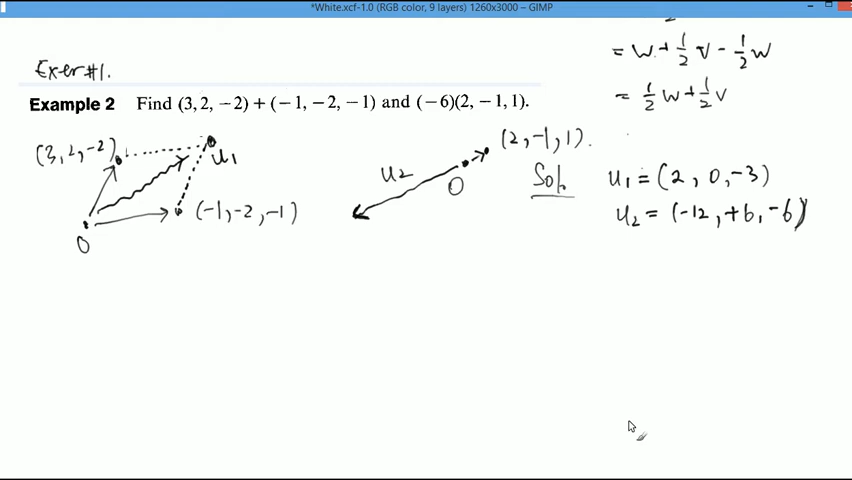 *White.xcf-1.0 (RGB color, 9 layers) 1260x3000 – GIMP
= W + 1/2 V - 1/2 W
= 1/2 W + 1/2 V
Exer#1.
Example 2 Find (3, 2, −2) + (−1, −2, −1) and (−6)(2, −1, 1).
(3, 2, -2)
u1
(-1, -2, -1)
O
u2
O
(2, -1, 1).
Sol.
u1 = (2, 0, -3)
u2 = (-12, +6, -6)